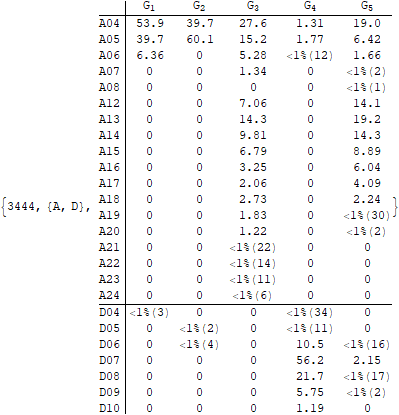 G1 G2 G3 G4 G5
A04 53.9 39.7 27.6 1.31 19.0
A05 39.7 60.1 15.2 1.77 6.42
A06 6.36 0 5.28 <1%(12) 1.66
A07 0 0 1.34 0 <1%(2)
A08 0 0 0 0 <1%(1)
A12 0 0 7.06 0 14.1
A13 0 0 14.3 0 19.2
A14 0 0 9.81 0 14.3
A15 0 0 6.79 0 8.89
A16 0 0 3.25 0 6.04
A17 0 0 2.06 0 4.09
{3444, {A, D}, A18 0 0 2.73 0 2.24 }
A19 0 0 1.83 0 <1%(30)
A20 0 0 1.22 0 <1%(2)
A21 0 0 <1%(22) 0 0
A22 0 0 <1%(14) 0 0
A23 0 0 <1%(11) 0 0
A24 0 0 <1%(6) 0 0
D04 <1%(3) 0 0 <1%(34) 0
D05 0 <1%(2) 0 <1%(11) 0
D06 0 <1%(4) 0 10.5 <1%(16)
D07 0 0 0 56.2 2.15
D08 0 0 0 21.7 <1%(17)
D09 0 0 0 5.75 <1%(2)
D10 0 0 0 1.19 0